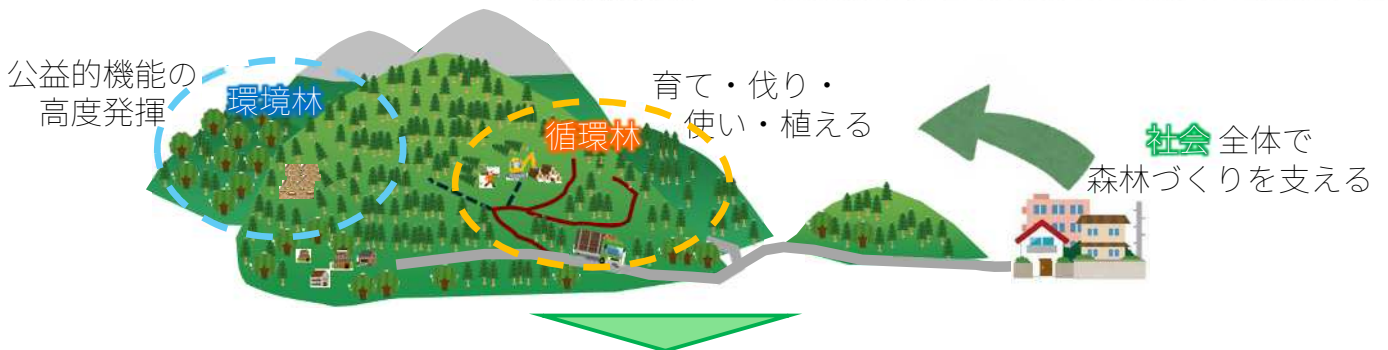 公益的機能の
高度発揮
環境林
循環林
育て・伐り・
使い・植える
社会 全体で
森林づくりを支える